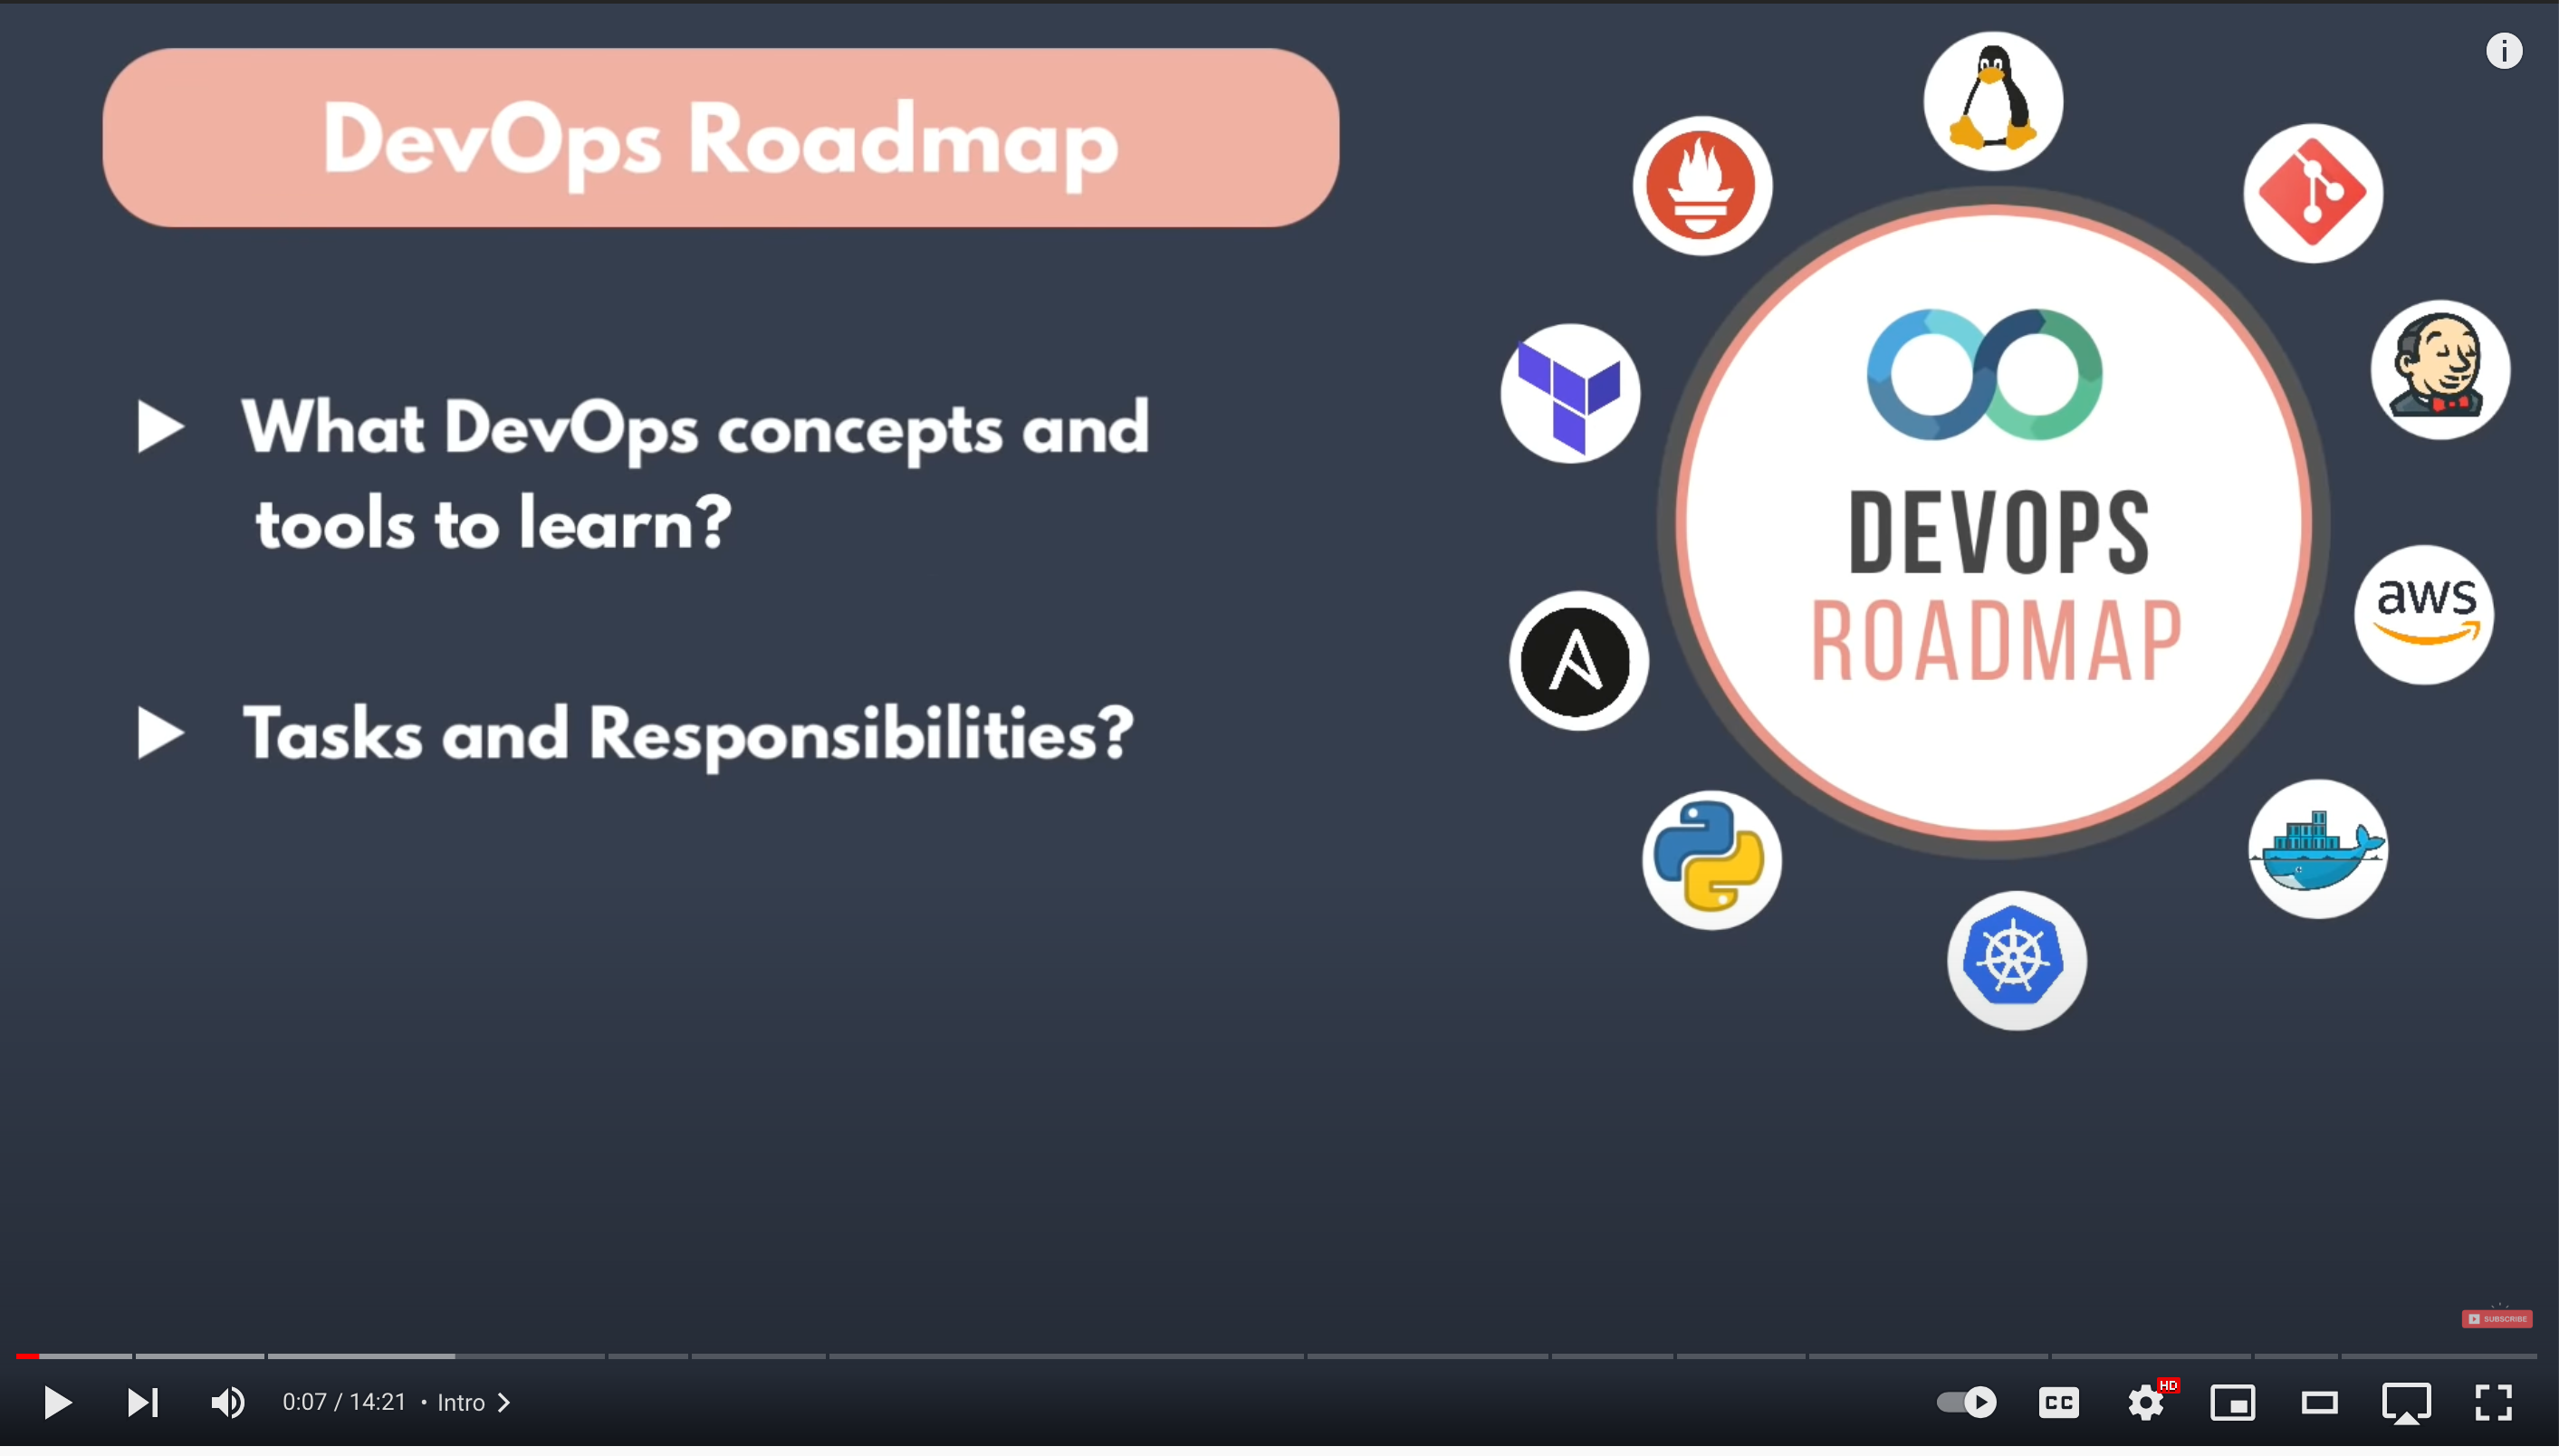 DevOps Roadmap
What DevOps concepts and
tools to learn?
Tasks and Responsibilities?
DEVOPS
ROADMAP
aws
SUBSCRIBE
0:07 / 14:21 • Intro
CC
HD